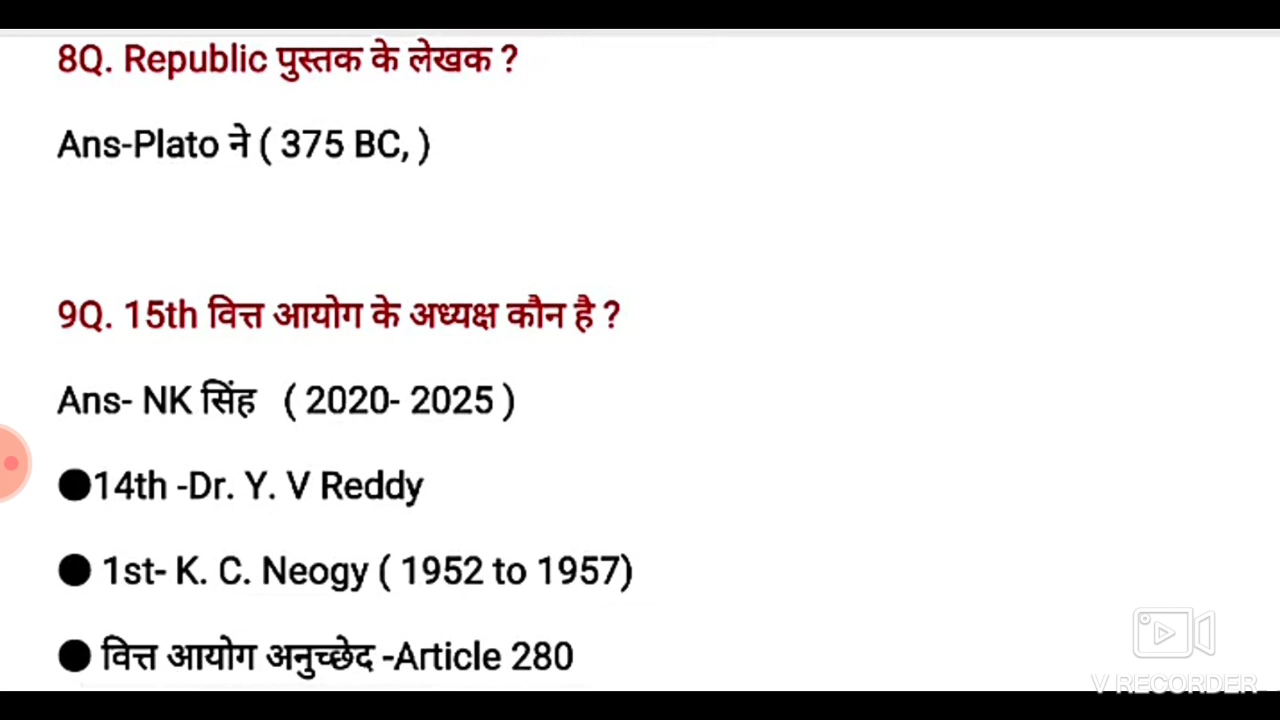 8Q. Republic पुस्तक के लेखक ?
Ans-Plato ने ( 375 BC, )
9Q. 15th वित्त आयोग के अध्यक्ष कौन है ?
Ans- NK सिंह ( 2020- 2025 )
●14th -Dr. Y. V Reddy
● 1st- K. C. Neogy ( 1952 to 1957)
● वित्त आयोग अनुच्छेद -Article 280
V RECORDER